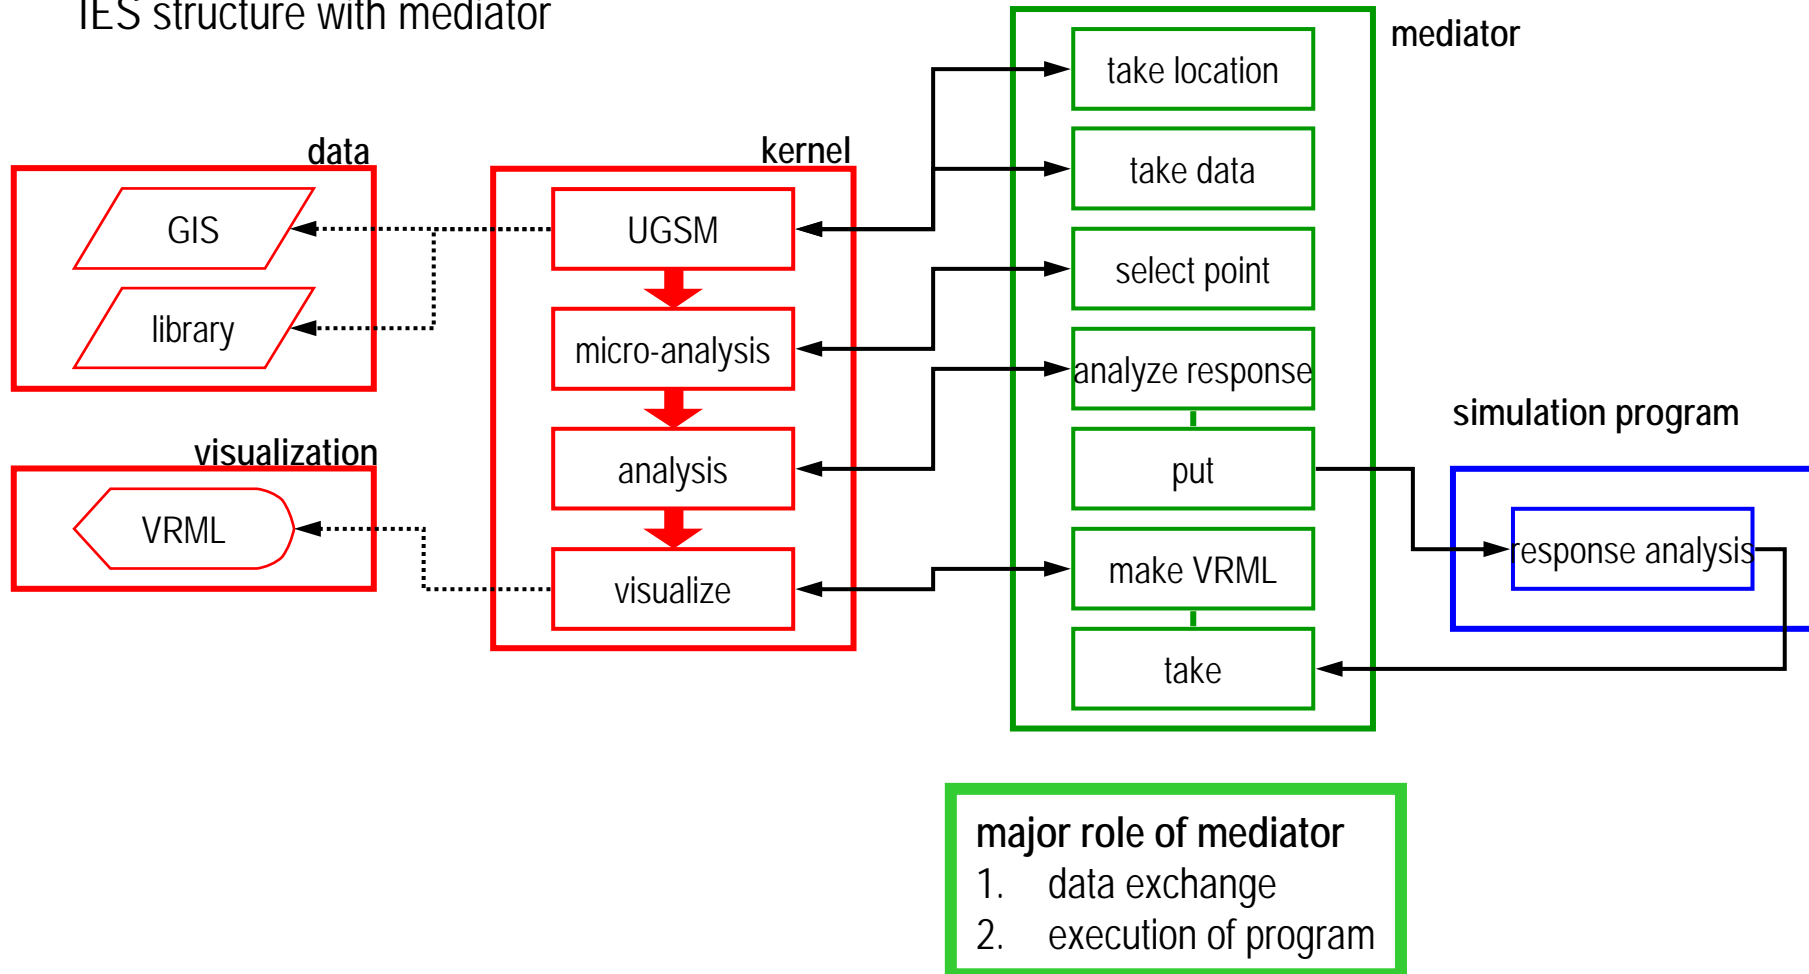 IES structure with mediator
mediator
take location
take data
select point
analyze response
put
make VRML
take
data
GIS
library
kernel
UGSM
micro-analysis
analysis
visualize
visualization
VRML
simulation program
response analysis
major role of mediator
1. data exchange
2. execution of program